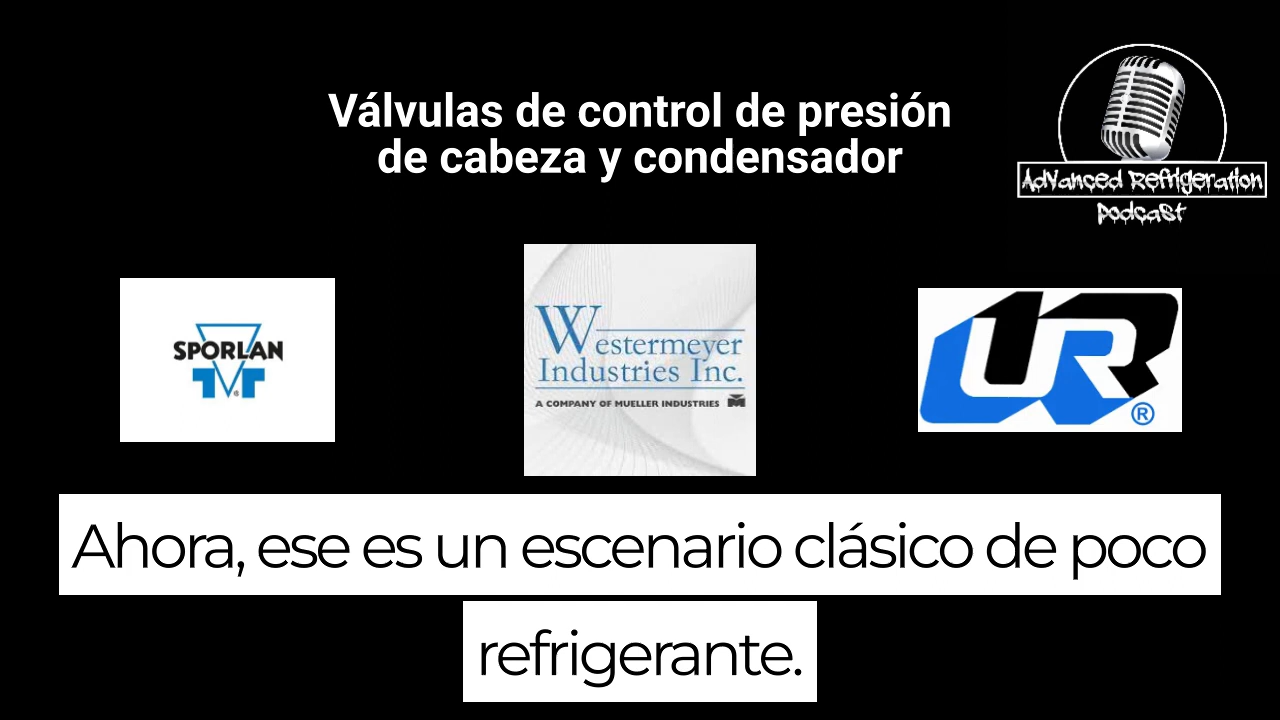 Válvulas de control de presión
de cabeza y condensador
Advanced Refrigeration
Podcast
SPORLAN
®
Westermeyer
Industries Inc.
A COMPANY OF MUELLER INDUSTRIES
UR
®
Ahora, ese es un escenario clásico de poco
refrigerante.